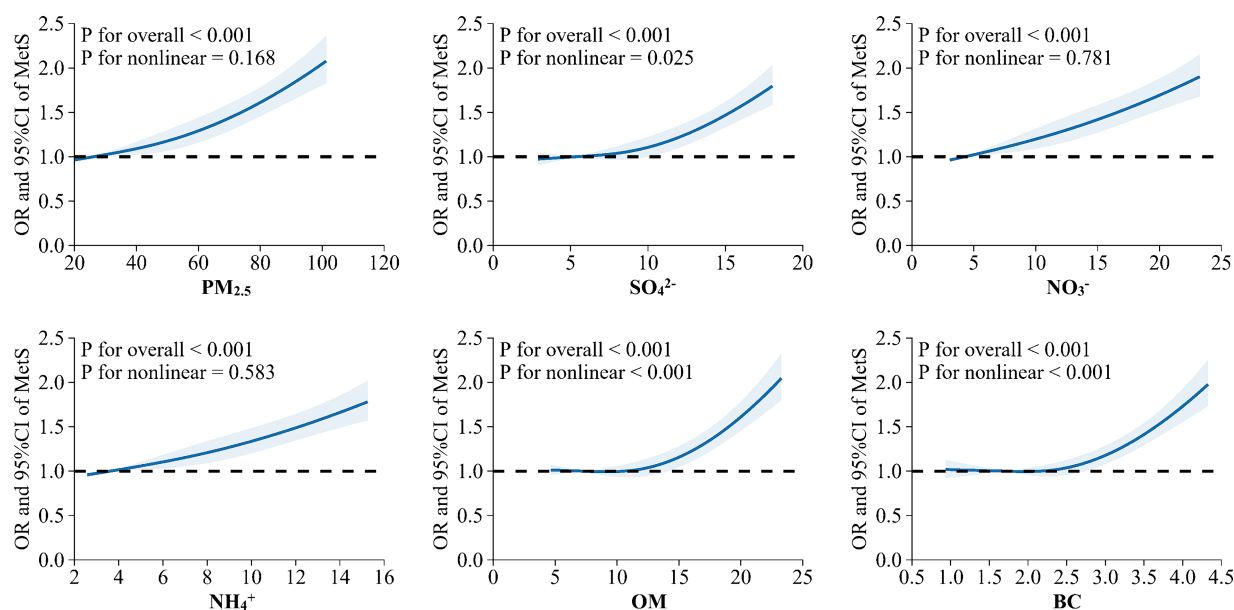 OR and 95%CI of MetS
2.5
2.0
1.5
1.0
0.5
0.0
P for overall < 0.001
P for nonlinear = 0.168
20 40 60 80 100 120
PM₂.₅
OR and 95%CI of MetS
2.5
2.0
1.5
1.0
0.5
0.0
P for overall < 0.001
P for nonlinear = 0.025
0 5 10 15 20
SO₄²⁻
OR and 95%CI of MetS
2.5
2.0
1.5
1.0
0.5
0.0
P for overall < 0.001
P for nonlinear = 0.781
0 5 10 15 20 25
NO₃⁻
OR and 95%CI of MetS
2.5
2.0
1.5
1.0
0.5
0.0
P for overall < 0.001
P for nonlinear = 0.583
2 4 6 8 10 12 14 16
NH₄⁺
OR and 95%CI of MetS
2.5
2.0
1.5
1.0
0.5
0.0
P for overall < 0.001
P for nonlinear < 0.001
0 5 10 15 20 25
OM
OR and 95%CI of MetS
2.5
2.0
1.5
1.0
0.5
0.0
P for overall < 0.001
P for nonlinear < 0.001
0.5 1.0 1.5 2.0 2.5 3.0 3.5 4.0 4.5
BC